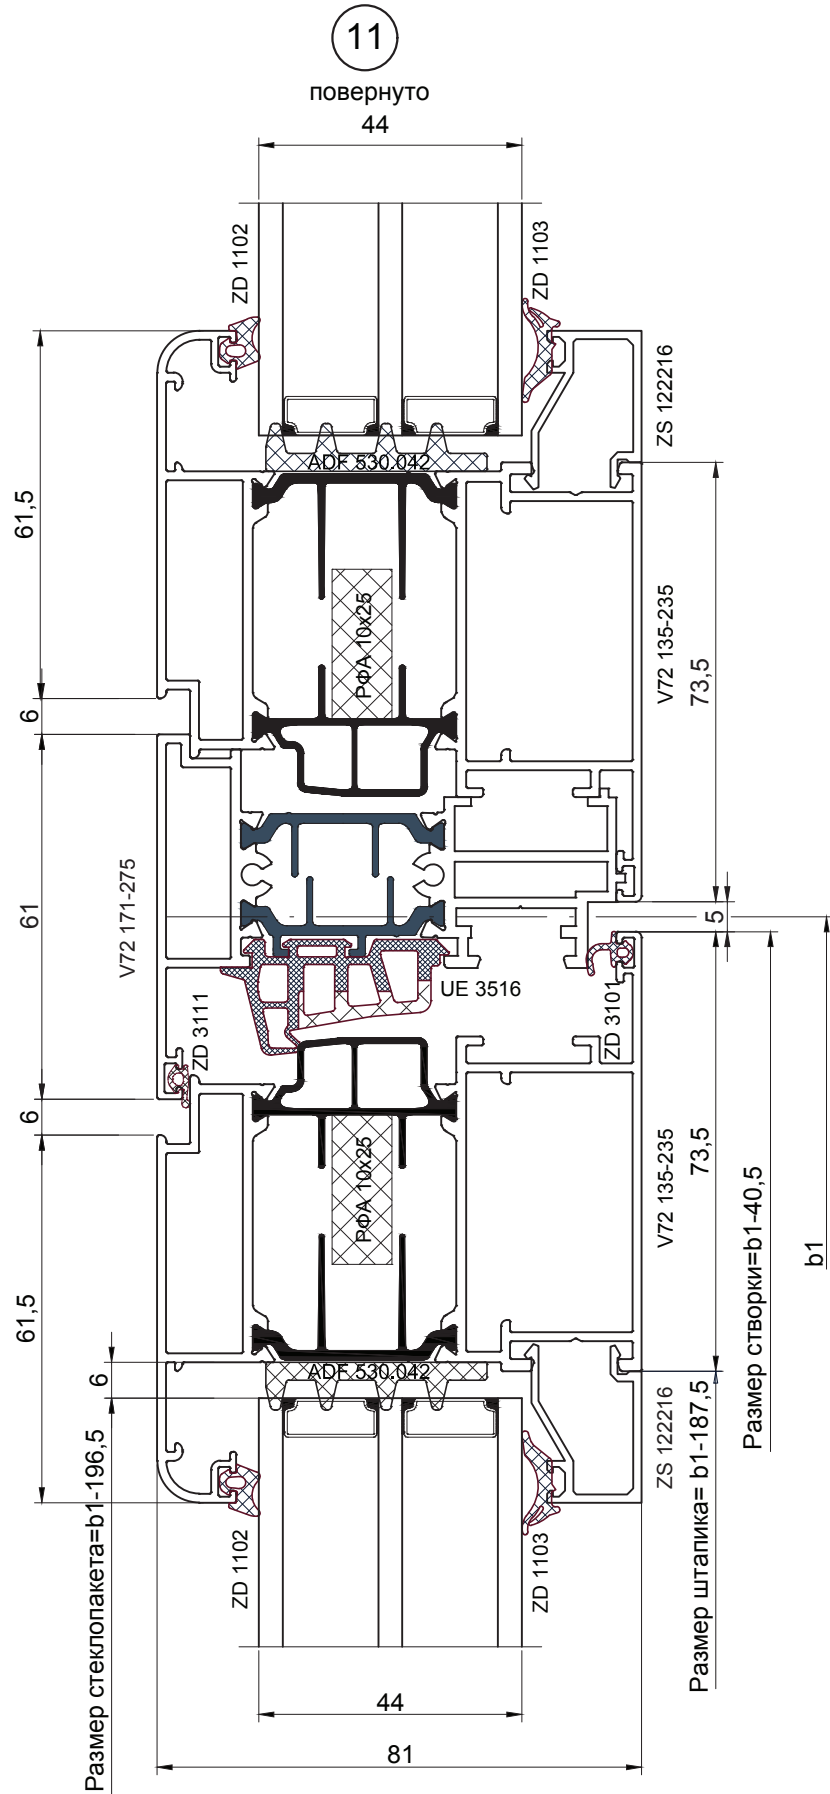 11
повернуто
44
ZD 1102
ZD 1103
ZS 122216
ADF 530.042
61,5
РФА 10х25
V72 135-235
73,5
6
61
V72 171-275
5
UE 3516
ZD 3111
ZD 3101
6
РФА 10х25
V72 135-235
73,5
Размер створки=b1-40,5
b1
61,5
6
ADF 530.042
ZS 122216
Размер штапика= b1-187,5
Размер стеклопакета=b1-196,5
ZD 1102
ZD 1103
44
81